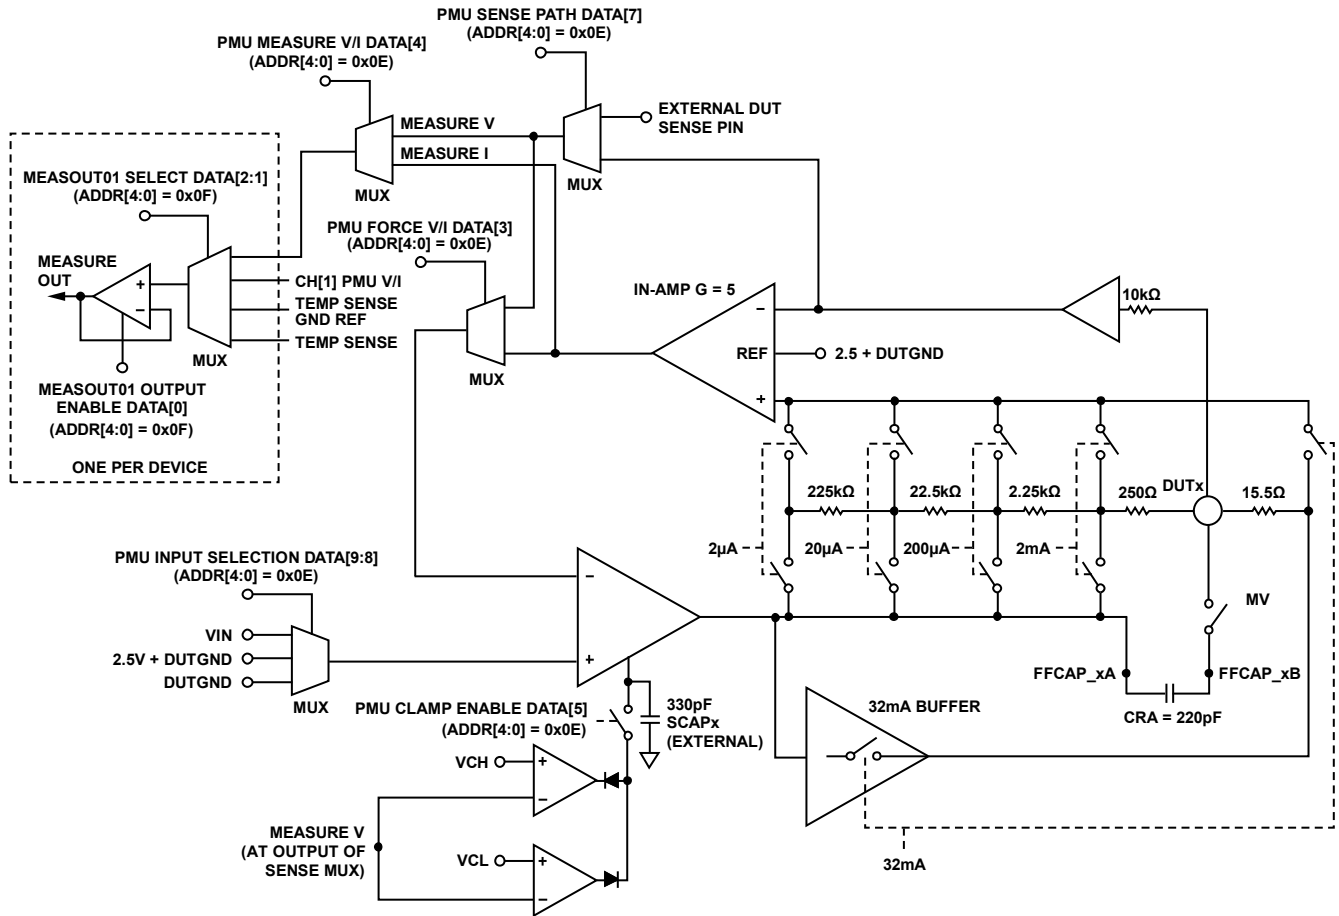 PMU SENSE PATH DATA[7]
(ADDR[4:0] = 0x0E)
PMU MEASURE V/I DATA[4]
(ADDR[4:0] = 0x0E)
EXTERNAL DUT
SENSE PIN
MEASURE V
MEASURE I
MUX
MUX
MEASOUT01 SELECT DATA[2:1]
(ADDR[4:0] = 0x0F)
PMU FORCE V/I DATA[3]
(ADDR[4:0] = 0x0E)
MEASURE
OUT
+
–
CH[1] PMU V/I
TEMP SENSE
GND REF
TEMP SENSE
MUX
MEASOUT01 OUTPUT
ENABLE DATA[0]
(ADDR[4:0] = 0x0F)
ONE PER DEVICE
MUX
IN-AMP G = 5
–
REF
+
2.5 + DUTGND
10kΩ
225kΩ
22.5kΩ
2.25kΩ
250Ω
DUTx
15.5Ω
2µA
20µA
200µA
2mA
MV
PMU INPUT SELECTION DATA[9:8]
(ADDR[4:0] = 0x0E)
VIN
2.5V + DUTGND
DUTGND
MUX
–
+
FFCAP_xA
FFCAP_xB
CRA = 220pF
PMU CLAMP ENABLE DATA[5]
(ADDR[4:0] = 0x0E)
330pF
SCAPx
(EXTERNAL)
32mA BUFFER
VCH
+
–
MEASURE V
(AT OUTPUT OF
SENSE MUX)
VCL
+
–
32mA